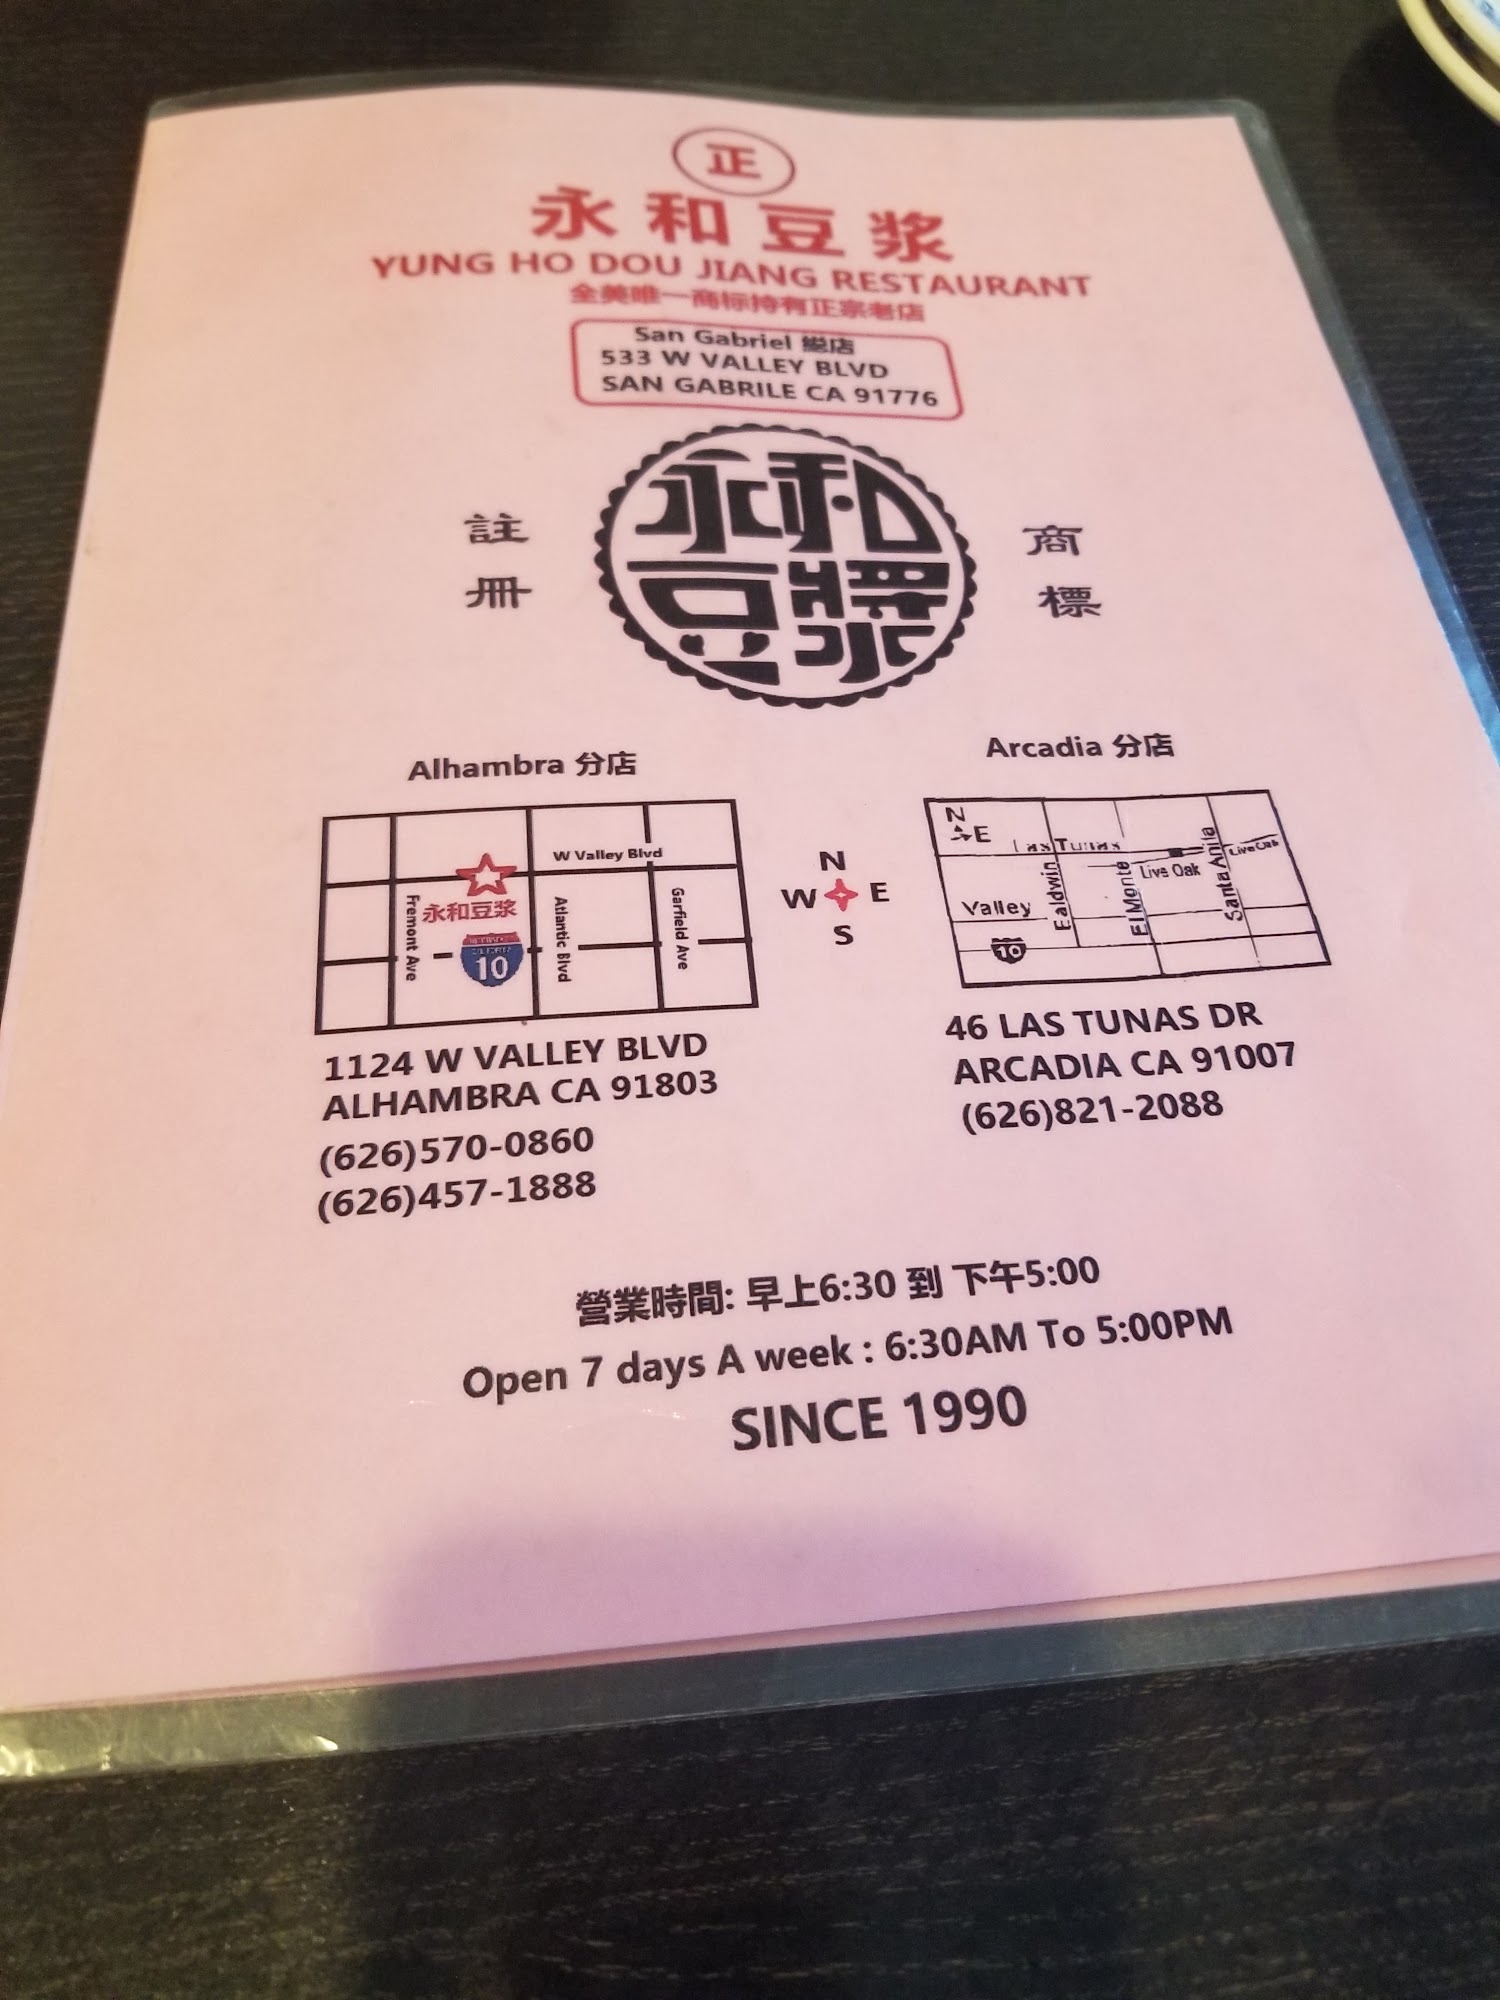 正
永和豆浆
YUNG HO DOU JIANG RESTAURANT
全美唯一商标持有正宗老店
San Gabriel 總店
533 W VALLEY BLVD
SAN GABRILE CA 91776
註冊
永和豆漿
商標
Alhambra 分店
W Valley Blvd
Fremont Ave
永和豆浆
10
Atlantic Blvd
Garfield Ave
1124 W VALLEY BLVD
ALHAMBRA CA 91803
(626)570-0860
(626)457-1888
N
W E
S
Arcadia 分店
N
E
Las Tunas
Live Oak
Live Oak
Valley
Ealdwin
El Monte
Santa Anita
10
46 LAS TUNAS DR
ARCADIA CA 91007
(626)821-2088
營業時間: 早上6:30 到 下午5:00
Open 7 days A week : 6:30AM To 5:00PM
SINCE 1990